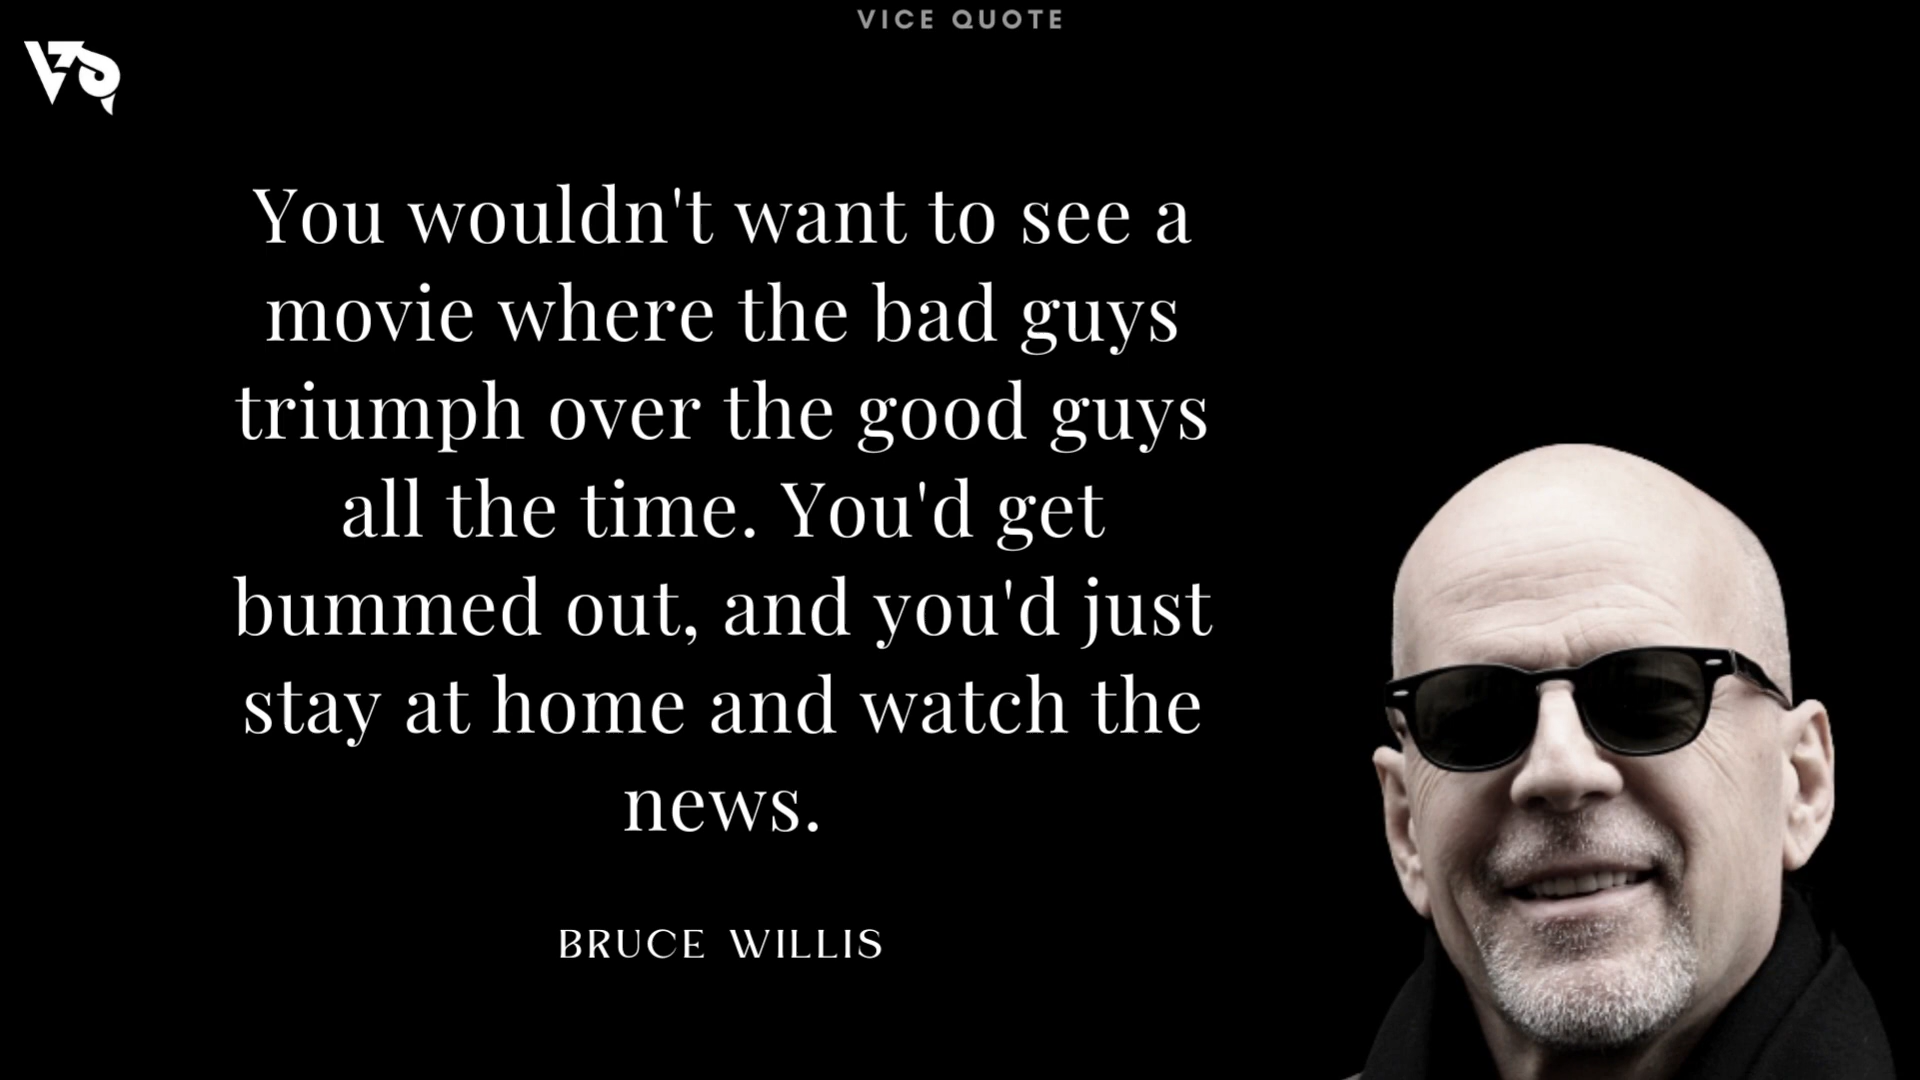 VICE QUOTE
You wouldn't want to see a
movie where the bad guys
triumph over the good guys
all the time. You'd get
bummed out, and you'd just
stay at home and watch the
news.
BRUCE WILLIS